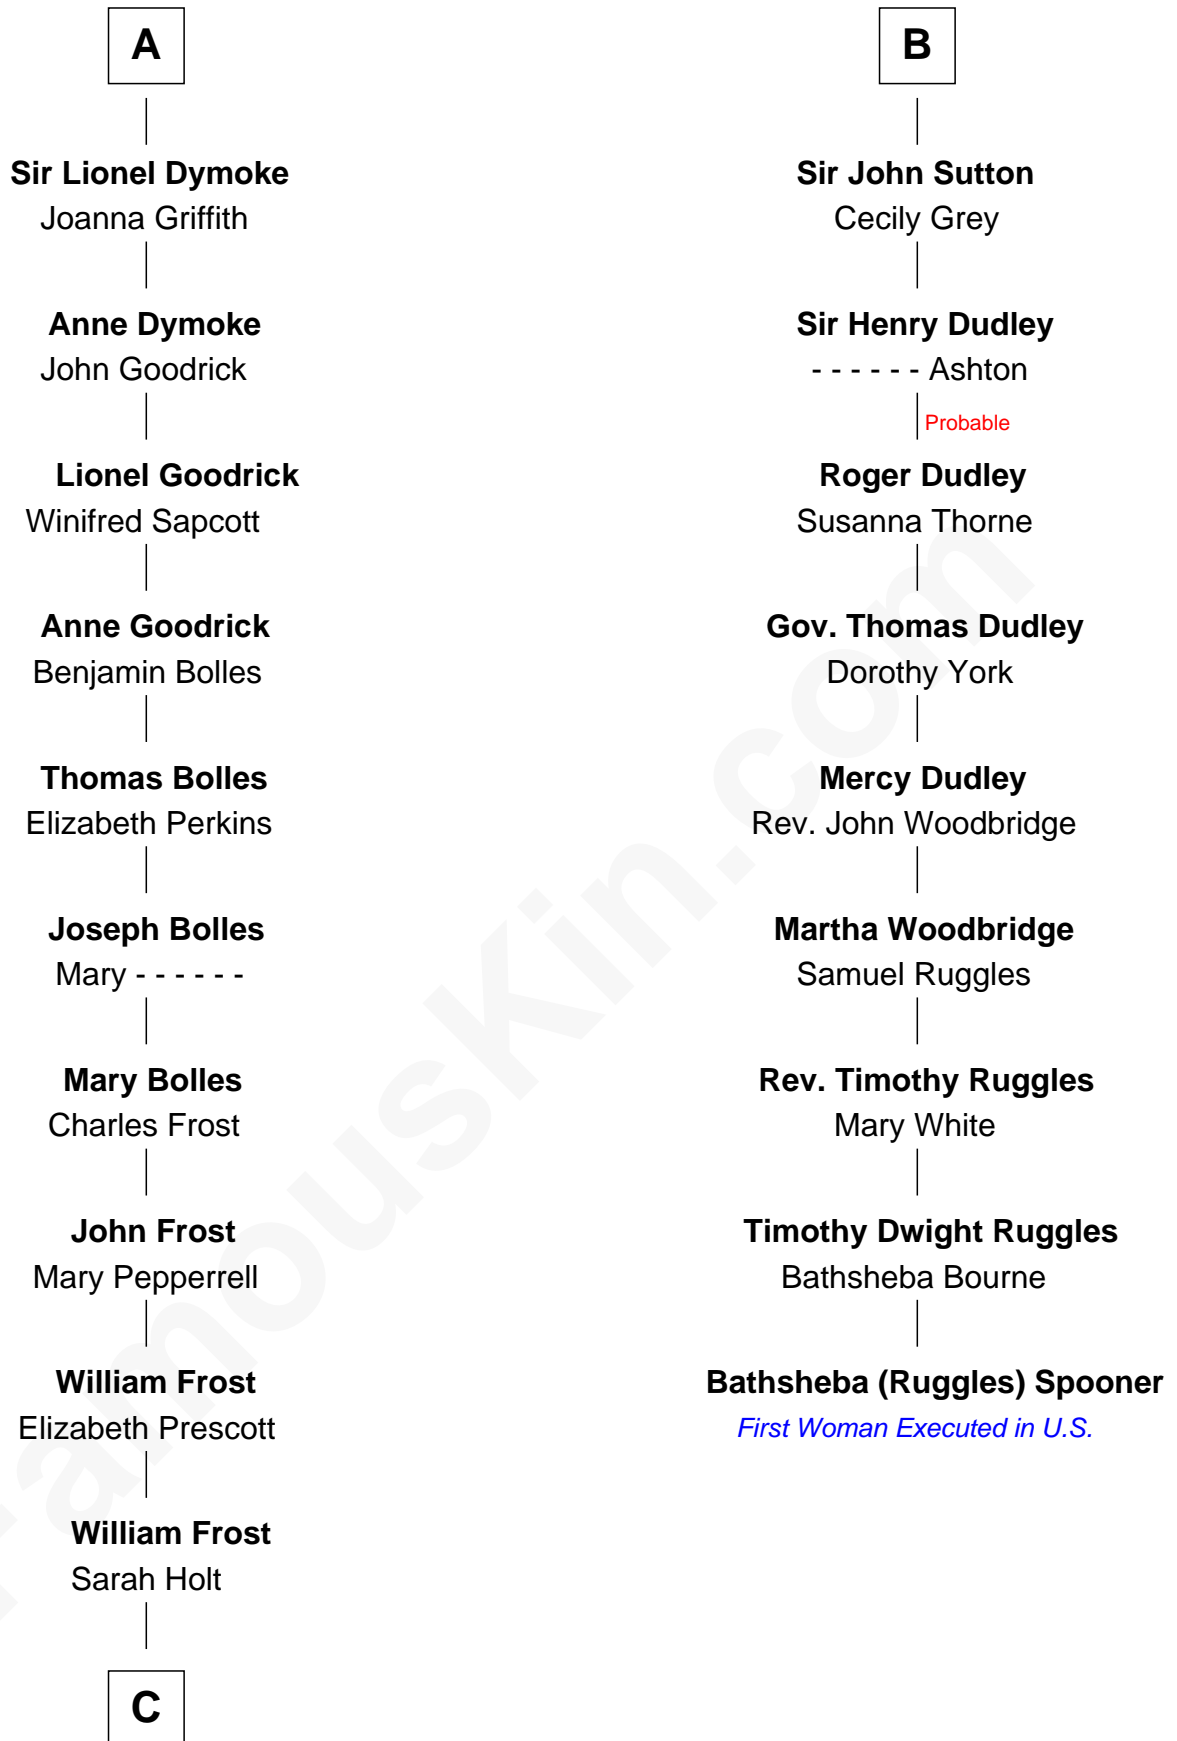 A
Sir Lionel Dymoke
Joanna Griffith
Anne Dymoke
John Goodrick
Lionel Goodrick
Winifred Sapcott
Anne Goodrick
Benjamin Bolles
Thomas Bolles
Elizabeth Perkins
Joseph Bolles
Mary - - - - - -
Mary Bolles
Charles Frost
John Frost
Mary Pepperrell
William Frost
Elizabeth Prescott
William Frost
Sarah Holt
C
B
Sir John Sutton
Cecily Grey
Sir Henry Dudley
- - - - - - Ashton
Probable
Roger Dudley
Susanna Thorne
Gov. Thomas Dudley
Dorothy York
Mercy Dudley
Rev. John Woodbridge
Martha Woodbridge
Samuel Ruggles
Rev. Timothy Ruggles
Mary White
Timothy Dwight Ruggles
Bathsheba Bourne
Bathsheba (Ruggles) Spooner
First Woman Executed in U.S.
FamousKin.com